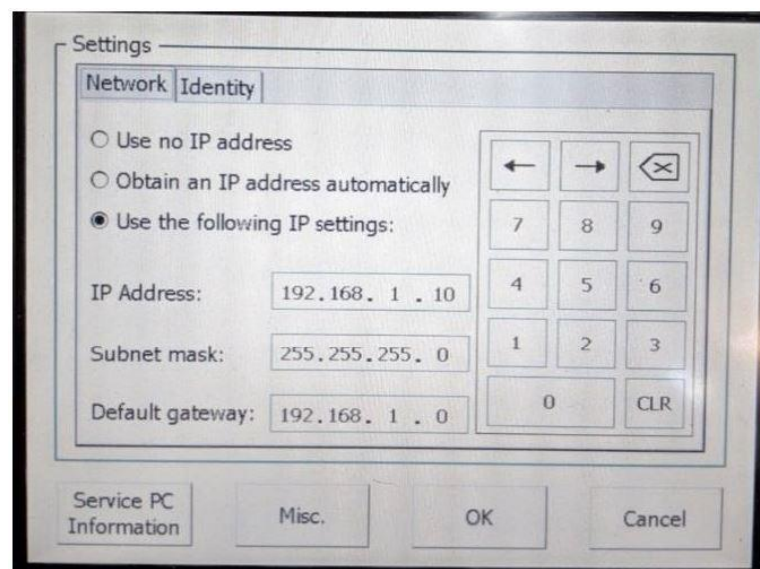 Settings
Network Identity
Use no IP address
Obtain an IP address automatically
Use the following IP settings:
7 8 9
IP Address: 192.168. 1 . 10
4 5 6
Subnet mask: 255.255.255. 0
1 2 3
Default gateway: 192.168. 1 . 0
0 CLR
Service PC
Information
Misc.
OK
Cancel